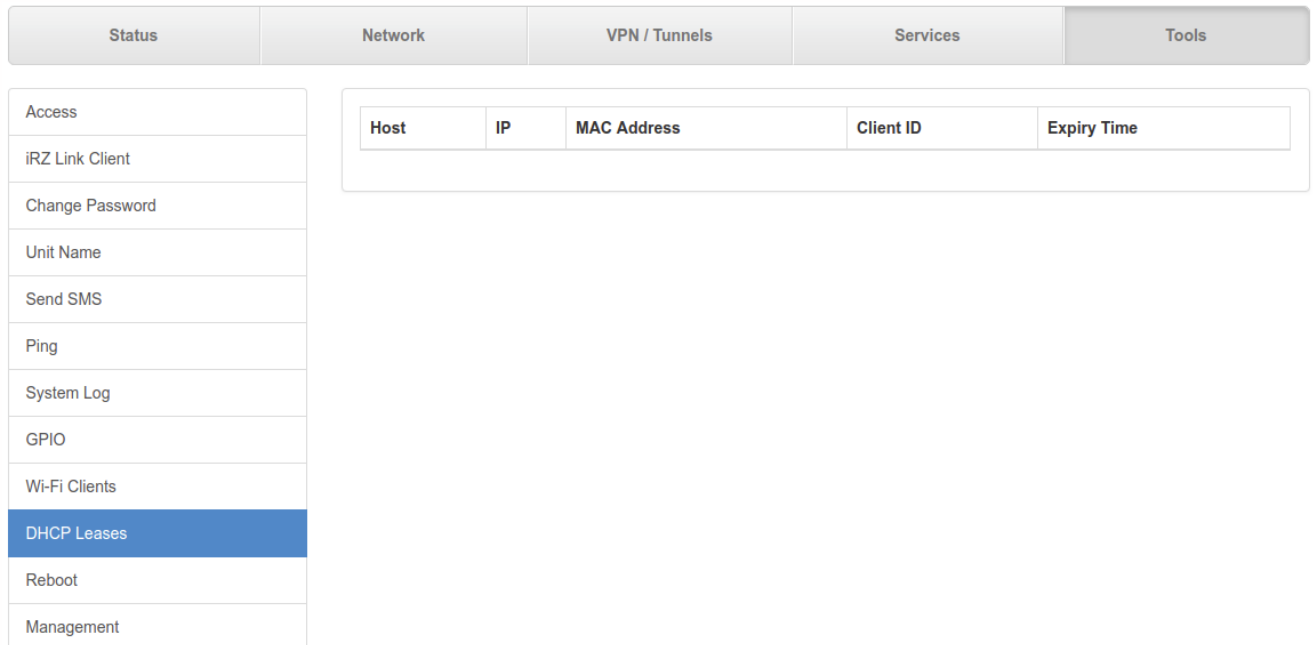 Status Network VPN / Tunnels Services Tools
Access
iRZ Link Client
Change Password
Unit Name
Send SMS
Ping
System Log
GPIO
Wi-Fi Clients
DHCP Leases
Reboot
Management
Host IP MAC Address Client ID Expiry Time